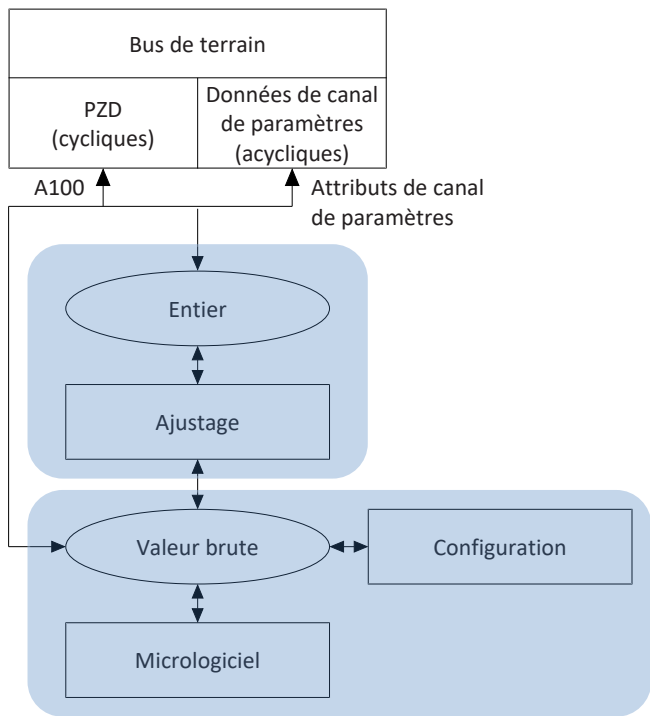 Bus de terrain
PZD
(cycliques)
Données de canal
de paramètres
(acycliques)
A100
Attributs de canal
de paramètres
Entier
Ajustage
Valeur brute
Configuration
Micrologiciel